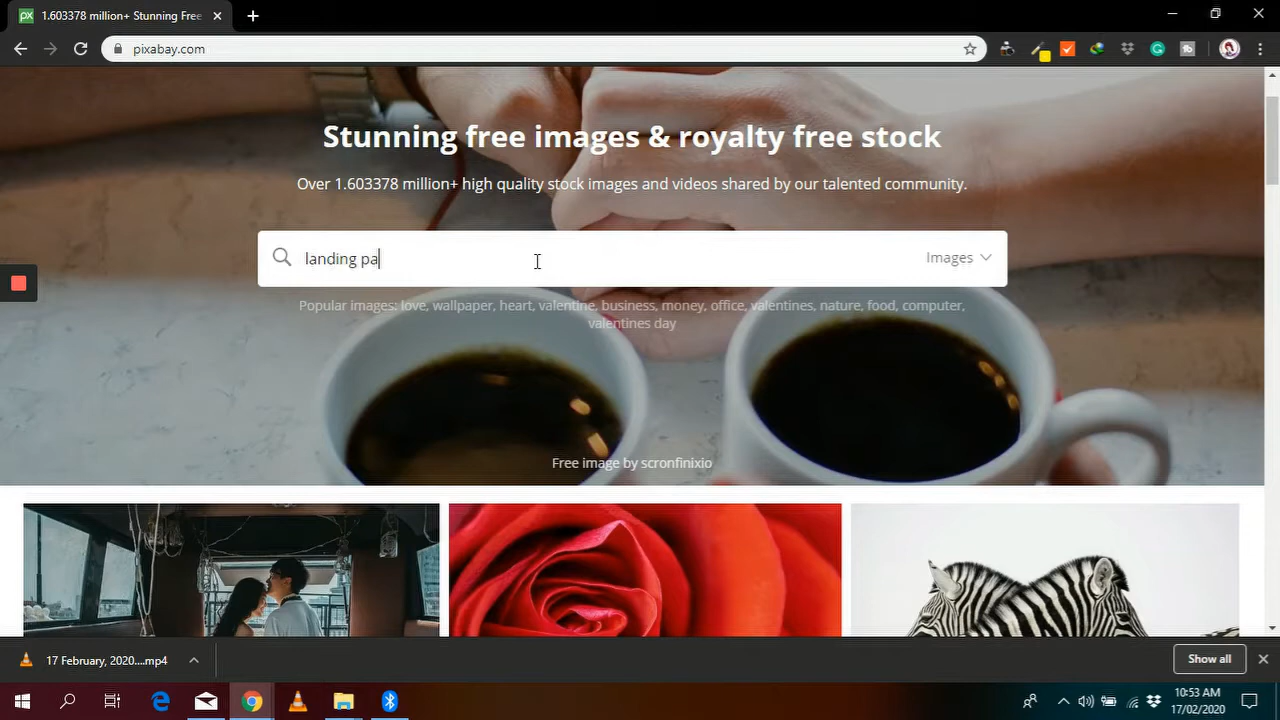 1.603378 million+ Stunning Free
pixabay.com
Stunning free images & royalty free stock
Over 1.603378 million+ high quality stock images and videos shared by our talented community.
landing pa
Images
Popular images: love, wallpaper, heart, valentine, business, money, office, valentines, nature, food, computer,
valentines day
Free image by scronfinixio
17 February, 2020....mp4
Show all
10:53 AM
17/02/2020